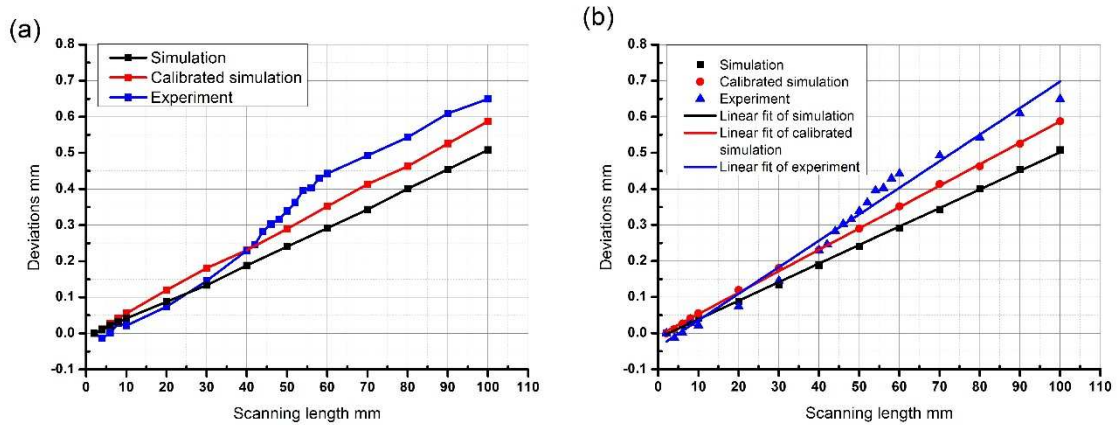 (a)
0.8
0.7
0.6
0.5
0.4
0.3
0.2
0.1
0.0
-0.1
Deviations mm
Simulation
Calibrated simulation
Experiment
0 10 20 30 40 50 60 70 80 90 100 110
Scanning length mm
(b)
0.8
0.7
0.6
0.5
0.4
0.3
0.2
0.1
0.0
-0.1
Deviations mm
Simulation
Calibrated simulation
Experiment
Linear fit of simulation
Linear fit of calibrated
simulation
Linear fit of experiment
0 10 20 30 40 50 60 70 80 90 100 110
Scanning length mm